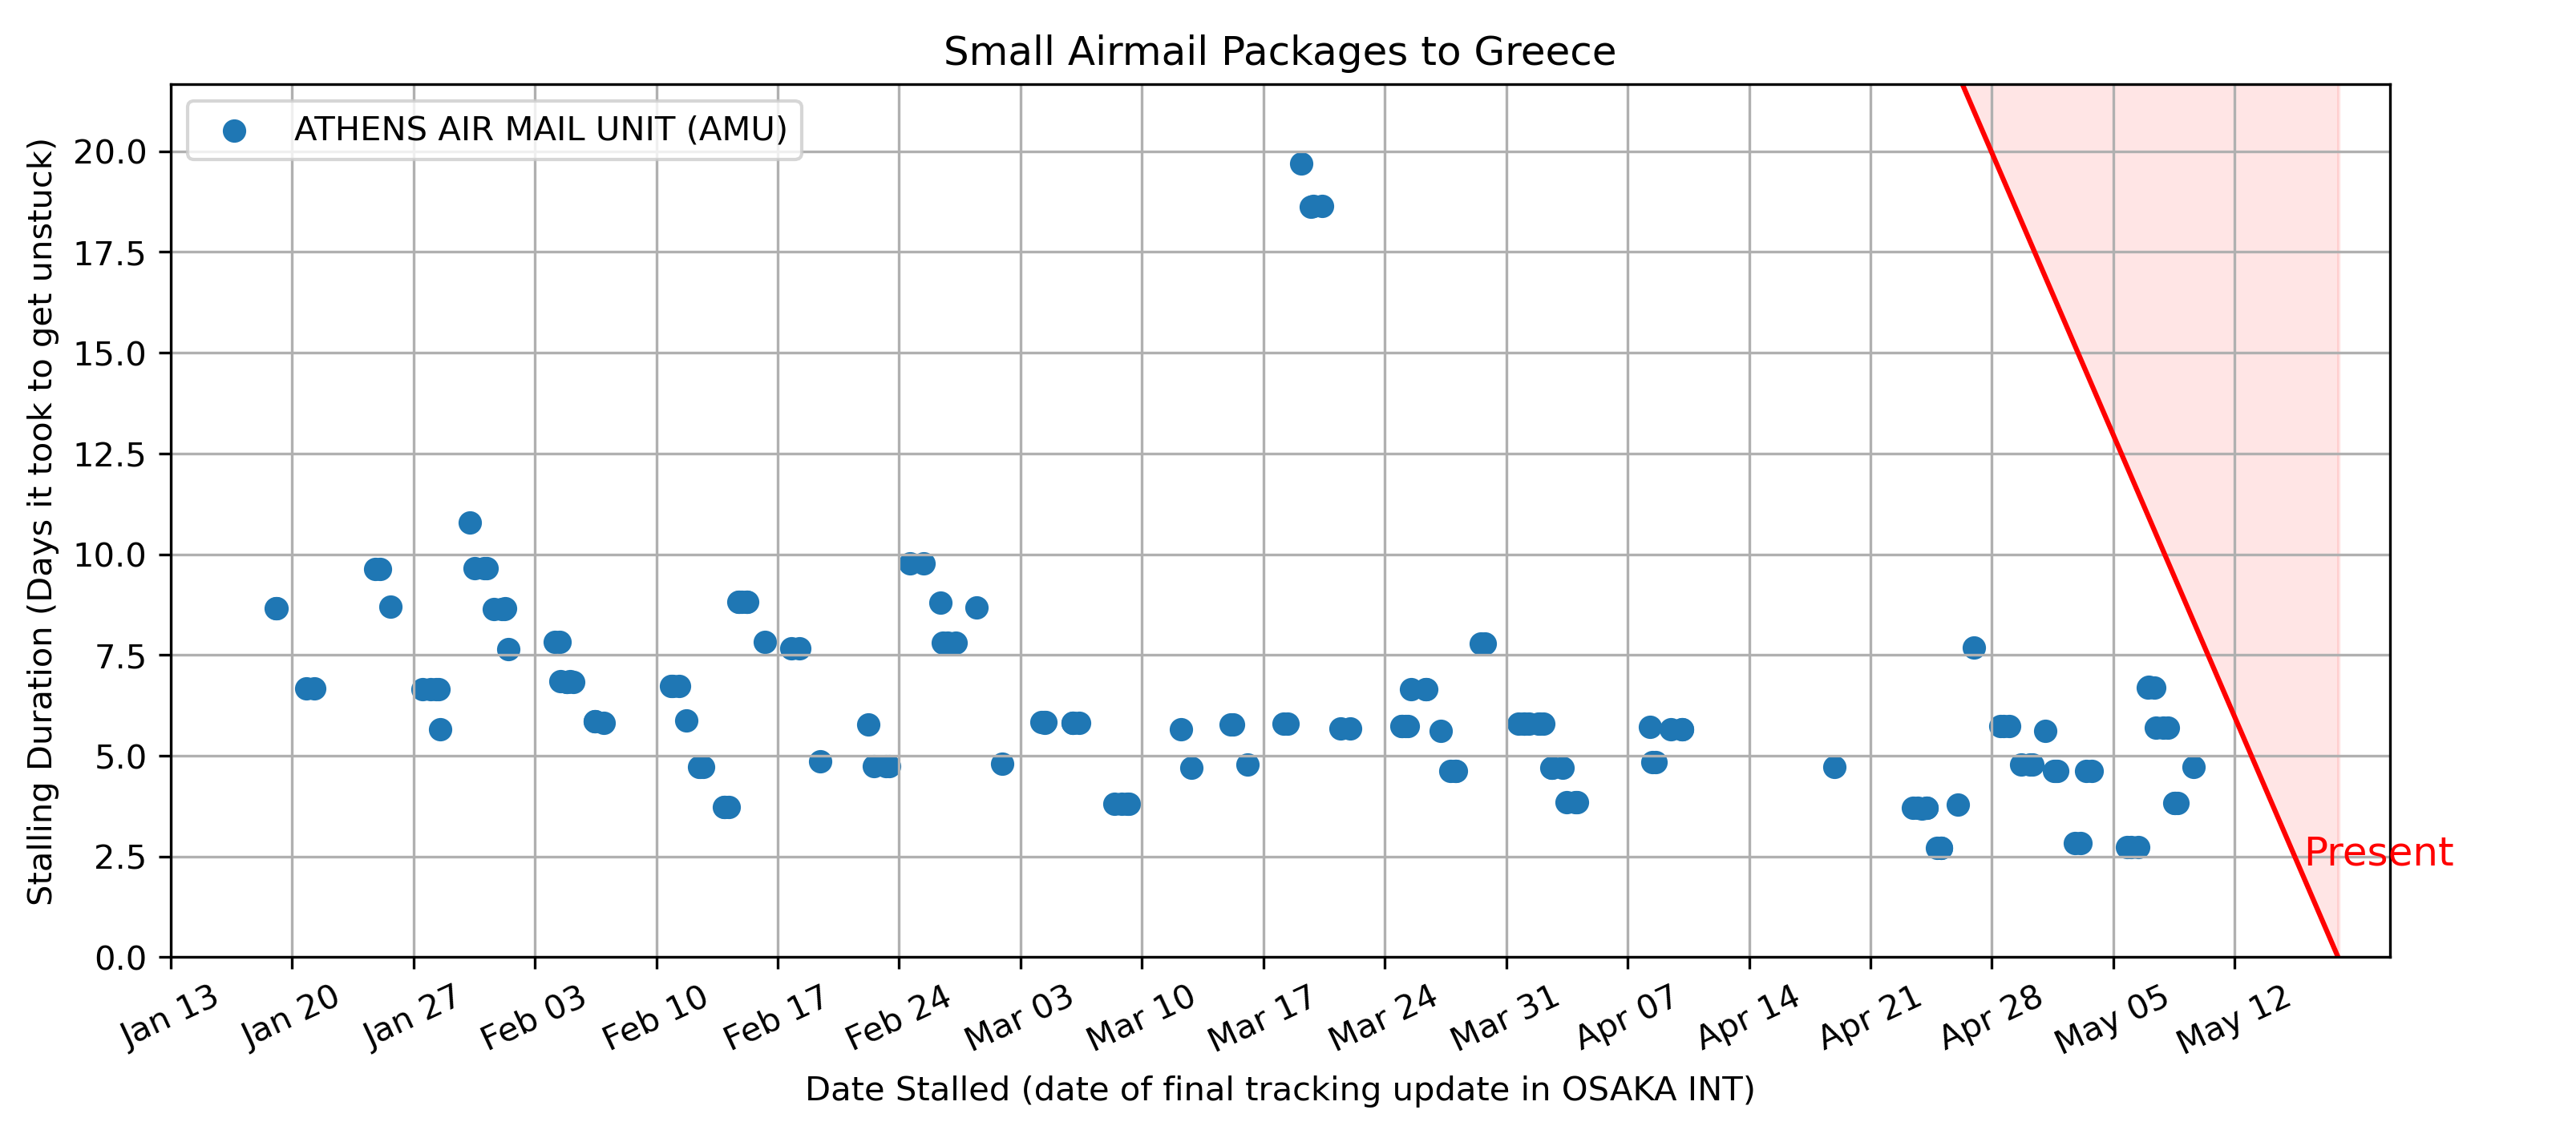 Small Airmail Packages to Greece
ATHENS AIR MAIL UNIT (AMU)
Stalling Duration (Days it took to get unstuck)
20.0
17.5
15.0
12.5
10.0
7.5
5.0
2.5
0.0
Present
Jan 13
Jan 20
Jan 27
Feb 03
Feb 10
Feb 17
Feb 24
Mar 03
Mar 10
Mar 17
Mar 24
Mar 31
Apr 07
Apr 14
Apr 21
Apr 28
May 05
May 12
Date Stalled (date of final tracking update in OSAKA INT)